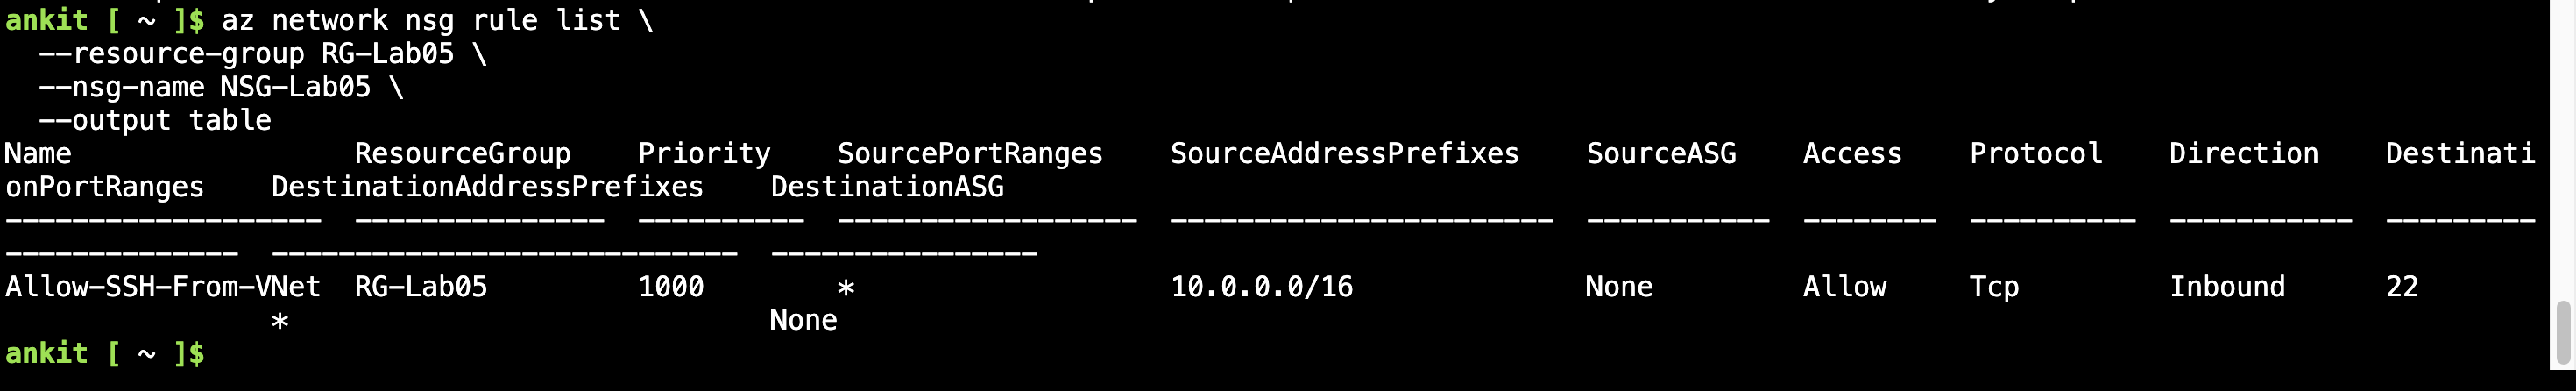 ankit [ ~ ]$ az network nsg rule list \
  --resource-group RG-Lab05 \
  --nsg-name NSG-Lab05 \
  --output table
Name                 ResourceGroup    Priority    SourcePortRanges    SourceAddressPrefixes    SourceASG    Access    Protocol    Direction    Destinati
onPortRanges    DestinationAddressPrefixes    DestinationASG
-------------------  ---------------  ----------  ------------------  -----------------------  -----------  --------  ----------  -----------  ---------
--------------  ----------------------------  ----------------
Allow-SSH-From-VNet  RG-Lab05         1000        *                   10.0.0.0/16              None         Allow     Tcp         Inbound      22
                *                             None
ankit [ ~ ]$